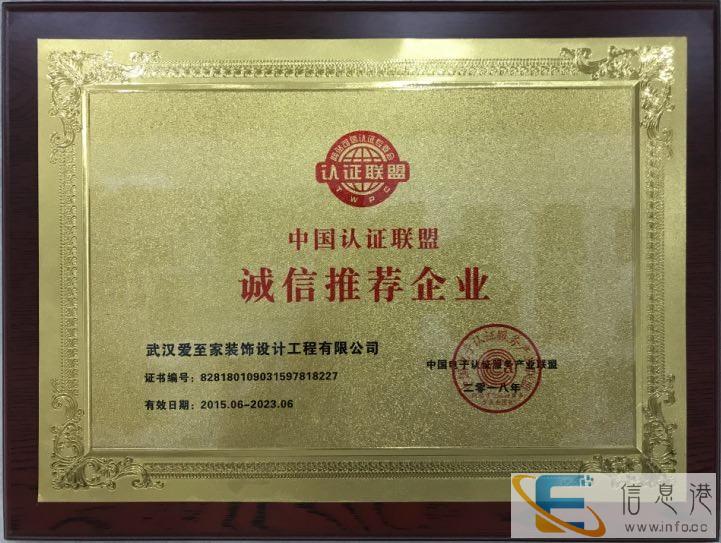 认证联盟
TWPC
中国认证联盟
诚信推荐企业
武汉爱至家装饰设计工程有限公司
证书编号：828180109031597818227
有效日期：2015.06-2023.06
中国电子认证服务产业联盟
二零一八年
信息港
www.info.cc